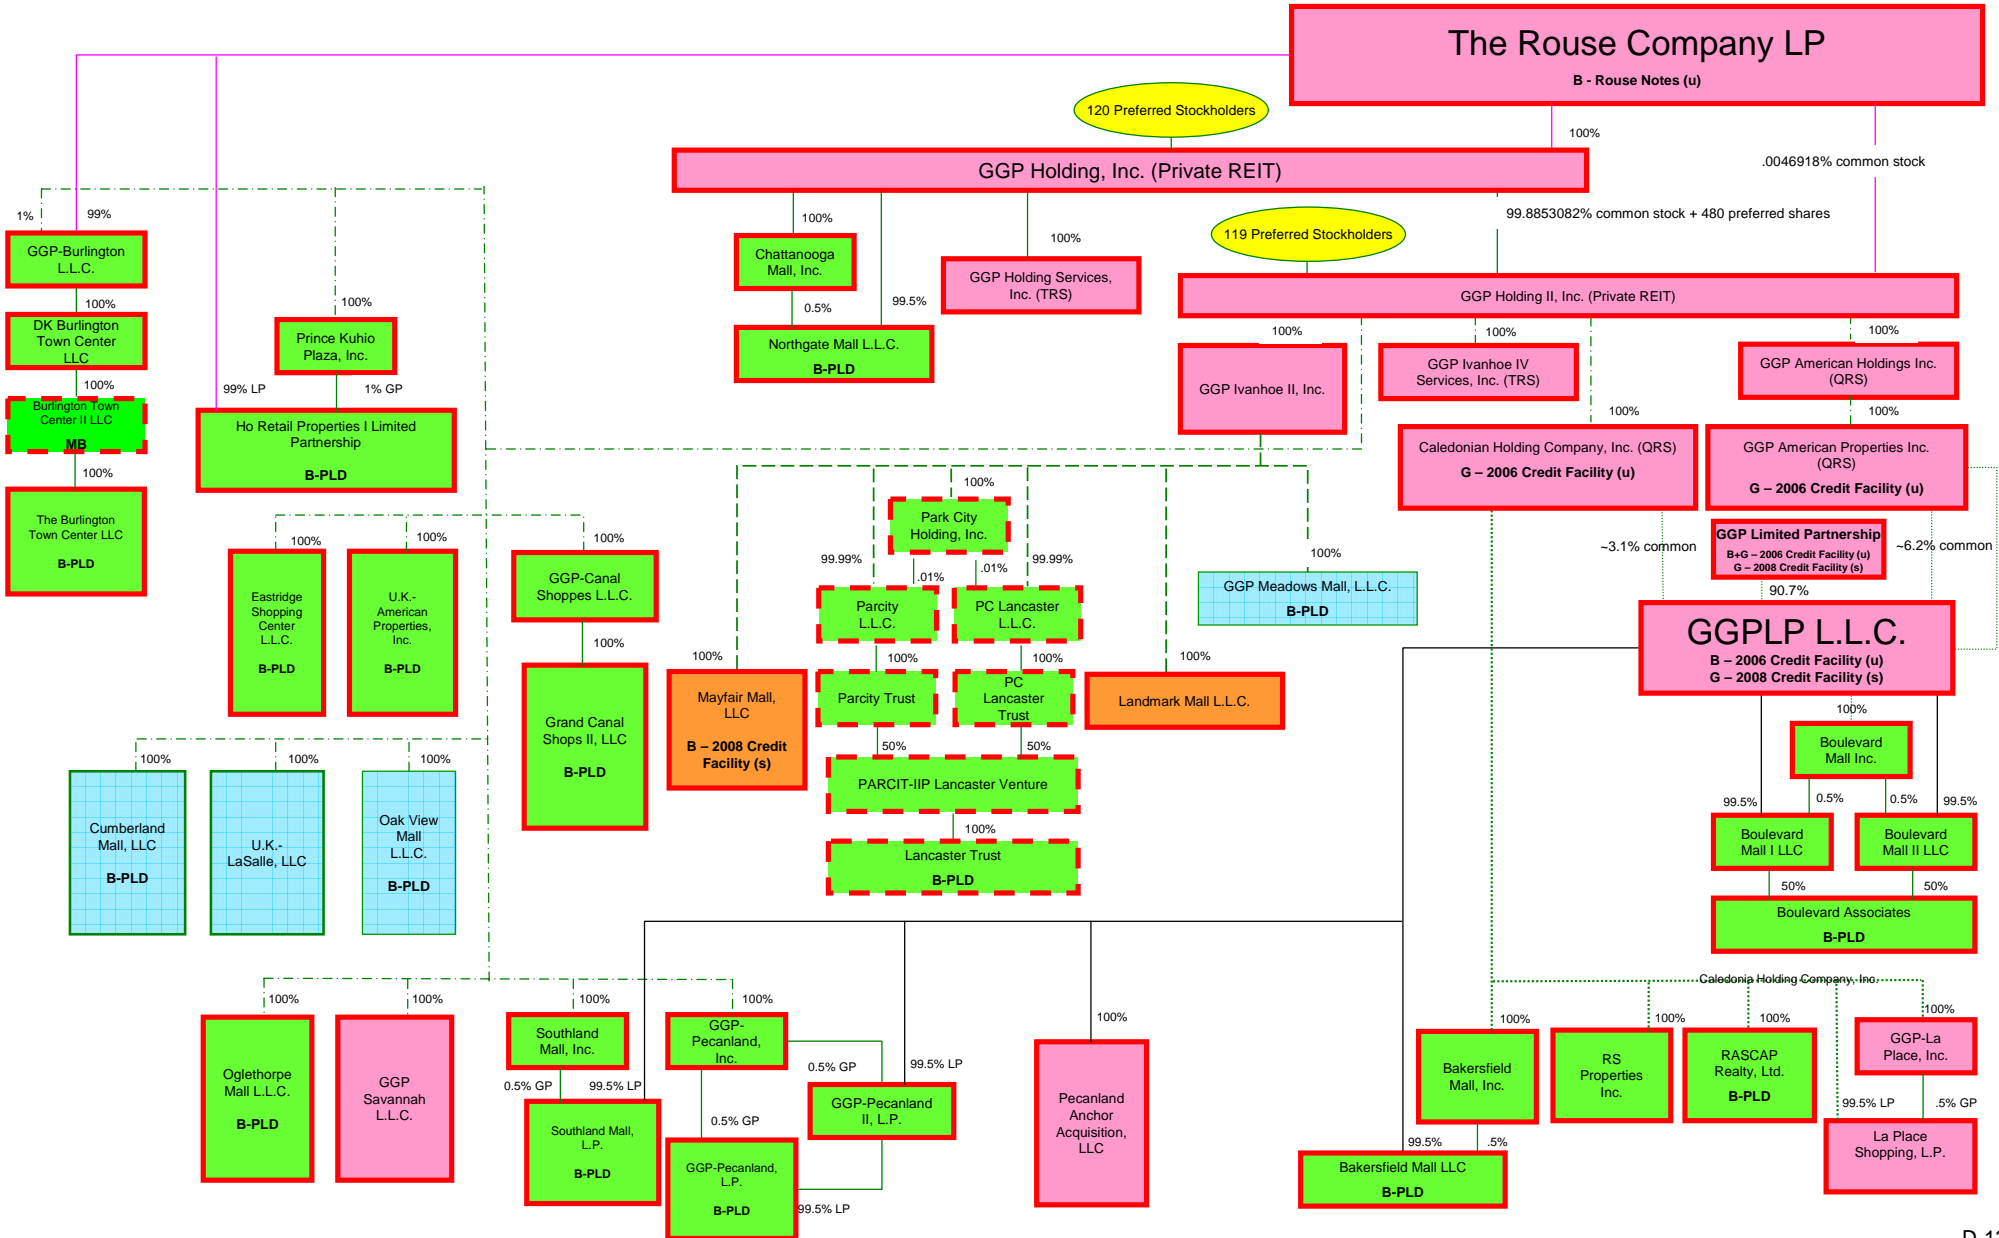 The Rouse Company LP
B - Rouse Notes (u)
120 Preferred Stockholders
100%
.0046918% common stock
GGP Holding, Inc. (Private REIT)
99.8853082% common stock + 480 preferred shares
119 Preferred Stockholders
1%
99%
GGP-Burlington
L.L.C.
100%
DK Burlington
Town Center
LLC
100%
Burlington Town
Center II LLC
MB
100%
The Burlington
Town Center LLC
B-PLD
100%
Prince Kuhio
Plaza, Inc.
99% LP
1% GP
Ho Retail Properties I Limited
Partnership
B-PLD
100%
Chattanooga
Mall, Inc.
0.5%
99.5%
Northgate Mall L.L.C.
B-PLD
100%
GGP Holding Services,
Inc. (TRS)
GGP Holding II, Inc. (Private REIT)
100%
GGP Ivanhoe II, Inc.
100%
GGP Ivanhoe IV
Services, Inc. (TRS)
100%
Caledonian Holding Company, Inc. (QRS)
G – 2006 Credit Facility (u)
100%
GGP American Holdings Inc.
(QRS)
100%
GGP American Properties Inc.
(QRS)
G – 2006 Credit Facility (u)
~3.1% common
GGP Limited Partnership
B+G – 2006 Credit Facility (u)
G – 2008 Credit Facility (s)
~6.2% common
90.7%
GGPLP L.L.C.
B – 2006 Credit Facility (u)
G – 2008 Credit Facility (s)
100%
Boulevard
Mall Inc.
99.5%
0.5%
0.5%
99.5%
Boulevard
Mall I LLC
Boulevard
Mall II LLC
50%
50%
Boulevard Associates
B-PLD
100%
Eastridge
Shopping
Center
L.L.C.
B-PLD
100%
U.K.-
American
Properties,
Inc.
B-PLD
100%
GGP-Canal
Shoppes L.L.C.
100%
Grand Canal
Shops II, LLC
B-PLD
100%
Park City
Holding, Inc.
99.99%
.01%
.01%
99.99%
Parcity
L.L.C.
PC Lancaster
L.L.C.
100%
100%
Parcity Trust
PC
Lancaster
Trust
50%
50%
PARCIT-IIP Lancaster Venture
100%
Lancaster Trust
B-PLD
100%
Mayfair Mall,
LLC
B – 2008 Credit
Facility (s)
100%
Landmark Mall L.L.C.
100%
GGP Meadows Mall, L.L.C.
B-PLD
100%
Cumberland
Mall, LLC
B-PLD
100%
U.K.-
LaSalle, LLC
100%
Oak View
Mall
L.L.C.
B-PLD
100%
Oglethorpe
Mall L.L.C.
B-PLD
100%
GGP
Savannah
L.L.C.
100%
Southland
Mall, Inc.
0.5% GP
99.5% LP
Southland Mall,
L.P.
B-PLD
100%
GGP-
Pecanland,
Inc.
0.5% GP
0.5% GP
99.5% LP
GGP-Pecanland
II, L.P.
GGP-Pecanland,
L.P.
B-PLD
99.5% LP
100%
Pecanland
Anchor
Acquisition,
LLC
Caledonia Holding Company, Inc.
100%
Bakersfield
Mall, Inc.
99.5%
.5%
Bakersfield Mall LLC
B-PLD
100%
RS
Properties
Inc.
100%
RASCAP
Realty, Ltd.
B-PLD
100%
GGP-La
Place, Inc.
99.5% LP
.5% GP
La Place
Shopping, L.P.